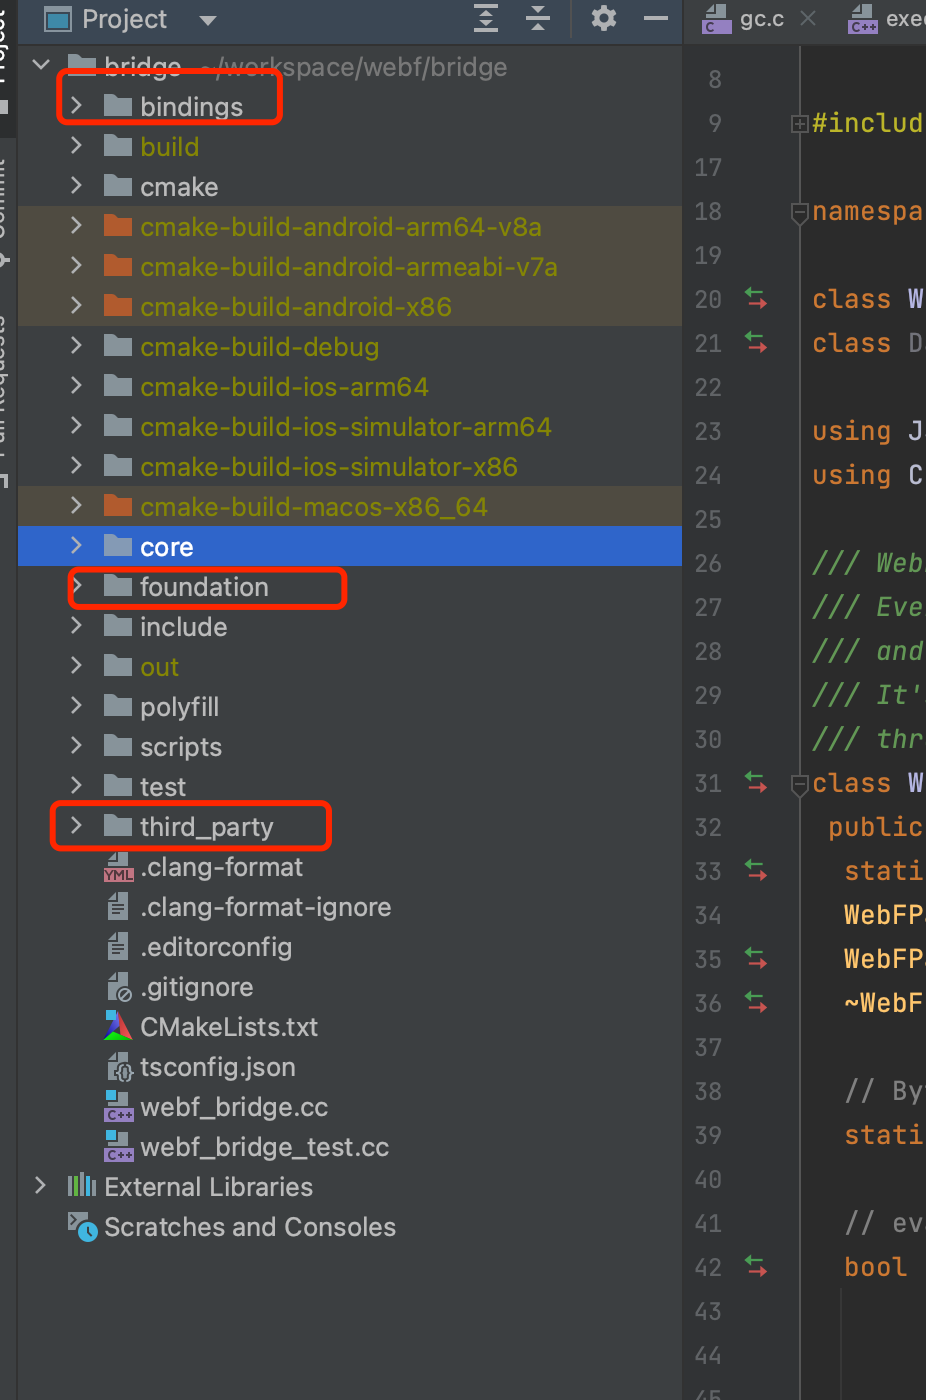 Project
gc.c
exe
Project
Commit
Pull Requests
bridge ~/workspace/webf/bridge
bindings
build
cmake
cmake-build-android-arm64-v8a
cmake-build-android-armeabi-v7a
cmake-build-android-x86
cmake-build-debug
cmake-build-ios-arm64
cmake-build-ios-simulator-arm64
cmake-build-ios-simulator-x86
cmake-build-macos-x86_64
core
foundation
include
out
polyfill
scripts
test
third_party
YML .clang-format
.clang-format-ignore
.editorconfig
.gitignore
CMakeLists.txt
tsconfig.json
C++ webf_bridge.cc
C++ webf_bridge_test.cc
External Libraries
Scratches and Consoles
8
9 #includ
17
18 namespa
19
20 class W
21 class D
22
23 using J
24 using C
25
26 /// Web
27 /// Eve
28 /// and
29 /// It'
30 /// thr
31 class W
32 public
33 stati
34 WebFP
35 WebFP
36 ~WebF
37
38 // By
39 stati
40
41 // ev
42 bool
43
44
45